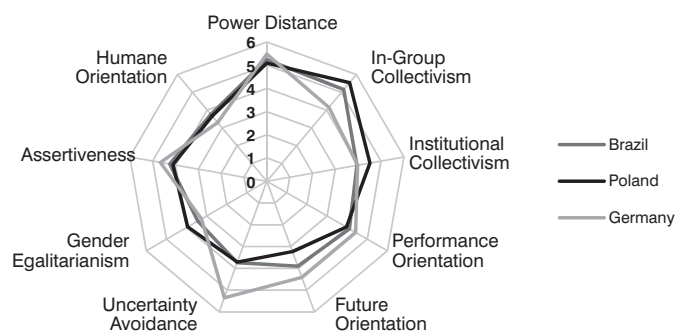 Power Distance
6
5
4
3
2
1
0
In-Group
Collectivism
Institutional
Collectivism
Performance
Orientation
Future
Orientation
Uncertainty
Avoidance
Gender
Egalitarianism
Assertiveness
Humane
Orientation
Brazil
Poland
Germany